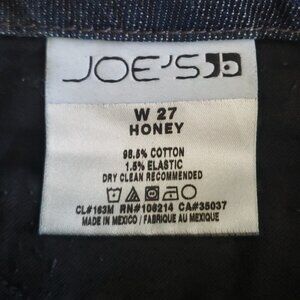 JOE'S
W 27
HONEY
98.5% COTTON
1.5% ELASTIC
DRY CLEAN RECOMMENDED
CL#163M RN#106214 CA#35037
MADE IN MEXICO / FABRIQUE AU MEXIQUE